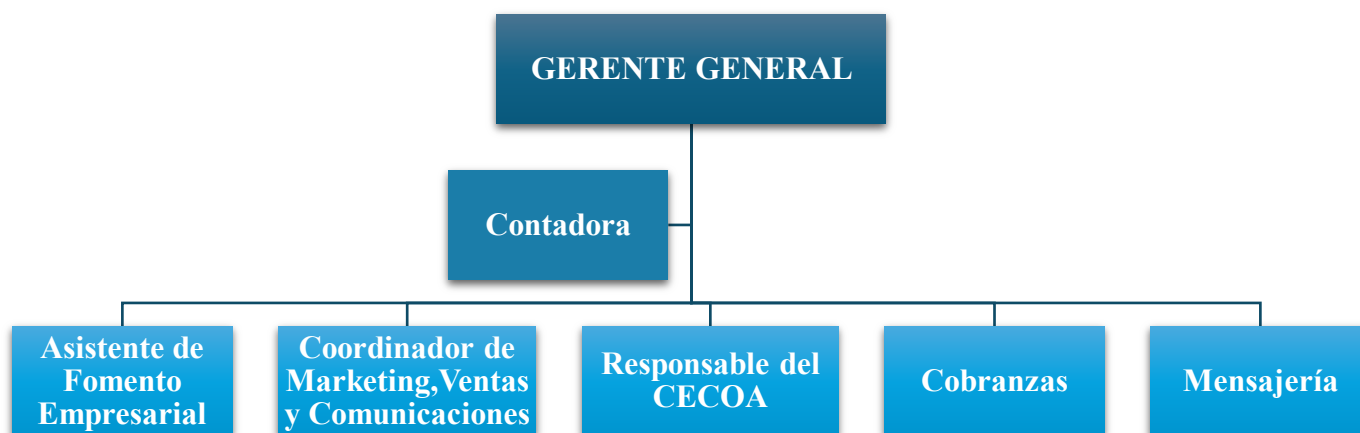 GERENTE GENERAL
Contadora
Asistente de
Fomento
Empresarial
Coordinador de
Marketing,Ventas
y Comunicaciones
Responsable del
CECOA
Cobranzas
Mensajería